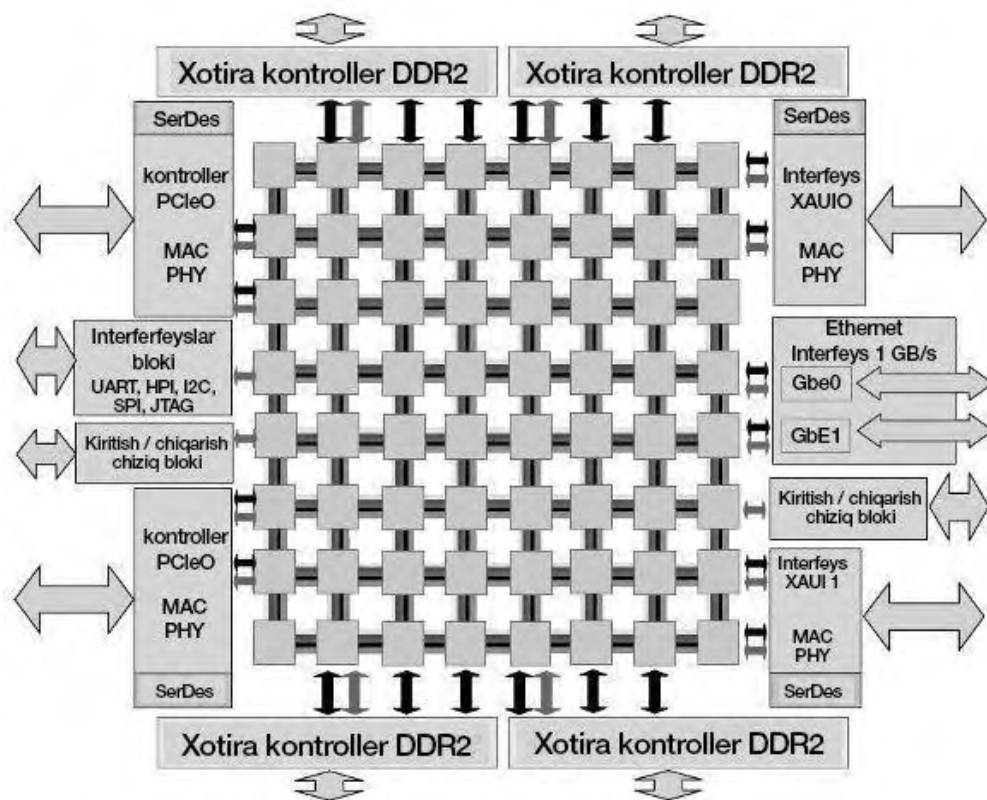 Xotira kontroller DDR2
Xotira kontroller DDR2
SerDes
kontroller
PCIeO
MAC
PHY
SerDes
Interfeys
XAUIO
MAC
PHY
Interferfeyslar
bloki
UART, HPI, I2C,
SPI, JTAG
Ethernet
Interfeys 1 GB/s
Gbe0
GbE1
Kiritish / chiqarish
chiziq bloki
Kiritish / chiqarish
chiziq bloki
kontroller
PCIeO
MAC
PHY
SerDes
Interfeys
XAUI 1
MAC
PHY
SerDes
Xotira kontroller DDR2
Xotira kontroller DDR2